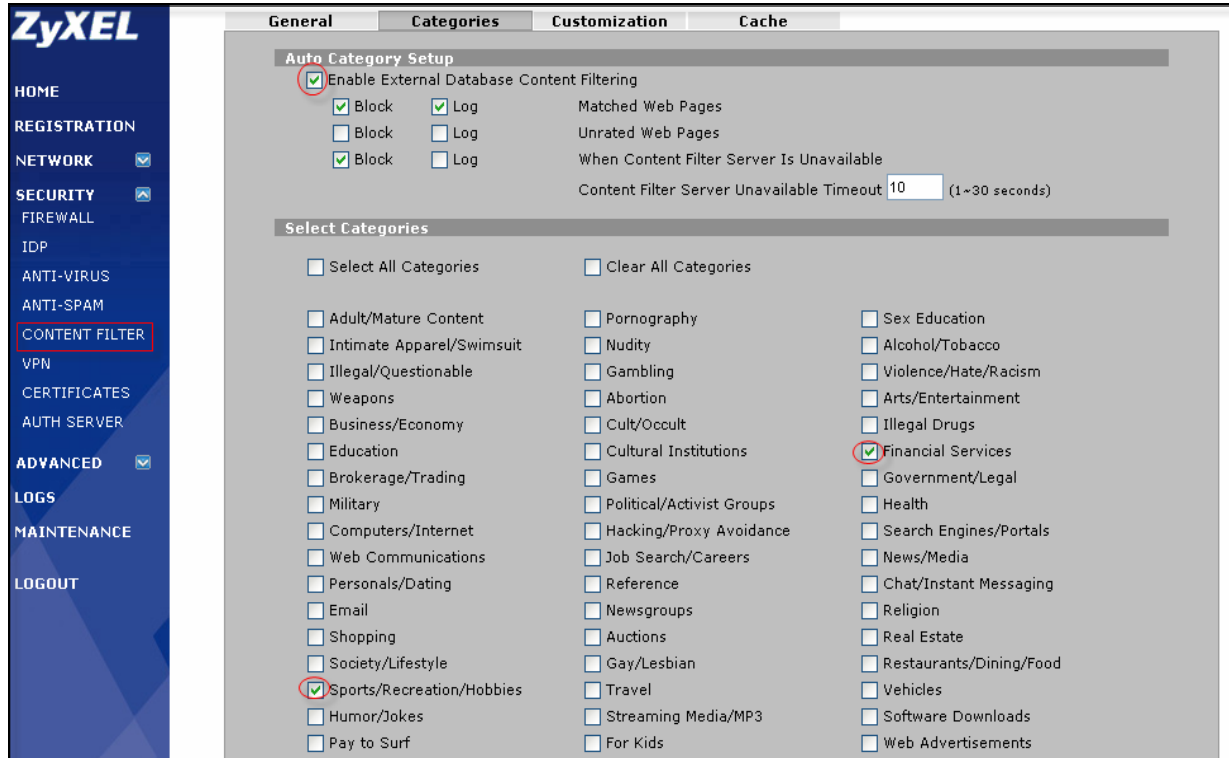 ZyXEL
HOME
REGISTRATION
NETWORK
SECURITY
FIREWALL
IDP
ANTI-VIRUS
ANTI-SPAM
CONTENT FILTER
VPN
CERTIFICATES
AUTH SERVER
ADVANCED
LOGS
MAINTENANCE
LOGOUT
General Categories Customization Cache
Auto Category Setup
Enable External Database Content Filtering
Block Log Matched Web Pages
Block Log Unrated Web Pages
Block Log When Content Filter Server Is Unavailable
Content Filter Server Unavailable Timeout 10 (1~30 seconds)
Select Categories
Select All Categories Clear All Categories
Adult/Mature Content Pornography Sex Education
Intimate Apparel/Swimsuit Nudity Alcohol/Tobacco
Illegal/Questionable Gambling Violence/Hate/Racism
Weapons Abortion Arts/Entertainment
Business/Economy Cult/Occult Illegal Drugs
Education Cultural Institutions Financial Services
Brokerage/Trading Games Government/Legal
Military Political/Activist Groups Health
Computers/Internet Hacking/Proxy Avoidance Search Engines/Portals
Web Communications Job Search/Careers News/Media
Personals/Dating Reference Chat/Instant Messaging
Email Newsgroups Religion
Shopping Auctions Real Estate
Society/Lifestyle Gay/Lesbian Restaurants/Dining/Food
Sports/Recreation/Hobbies Travel Vehicles
Humor/Jokes Streaming Media/MP3 Software Downloads
Pay to Surf For Kids Web Advertisements